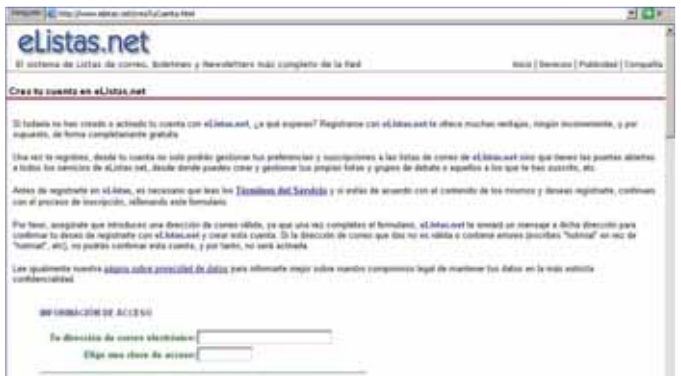 eListas.net
El sistema de Listas de correo, Boletines y Newsletters más completo de la Red
Inicio | Servicios | Publicidad | Compañía
Crea tu cuenta en eListas.net
Si todavía no has creado o activado tu cuenta con eListas.net, ¿a qué esperas? Registrarse con eListas.net te ofrece muchas ventajas, ningún inconveniente, y por
supuesto, de forma completamente gratuita.
Una vez te registres, desde tu cuenta no solo podrás gestionar tus preferencias y suscripciones a las listas de correo de eListas.net sino que tienes las puertas abiertas
a todos los servicios de eListas.net, desde donde puedes crear y gestionar tus propias listas y grupos de debate o aquellos a los que te has suscrito, etc.
Antes de registrarte en eListas, es necesario que leas los Términos del Servicio y si estás de acuerdo con el contenido de los mismos y deseas registrarte, continues
con el proceso de inscripción, rellenando este formulario.
Por favor, asegúrate que introduces una dirección de correo válida, ya que una vez completes el formulario, eListas.net te enviará un mensaje a dicha dirección para
confirmar tu deseo de registrarte con eListas.net y crear esta cuenta. Si la dirección de correo que das no es válida o contiene errores (escribes "hotmal" en vez de
"hotmail", etc), no podrás confirmar esta cuenta, y por tanto, no será activada.
Lee igualmente nuestra página sobre privacidad de datos para informarte mejor sobre nuestro compromiso legal de mantener tus datos en la más estricta
confidencialidad.
INFORMACIÓN DE ACCESO
Tu dirección de correo electrónico:
Elige una clave de acceso: